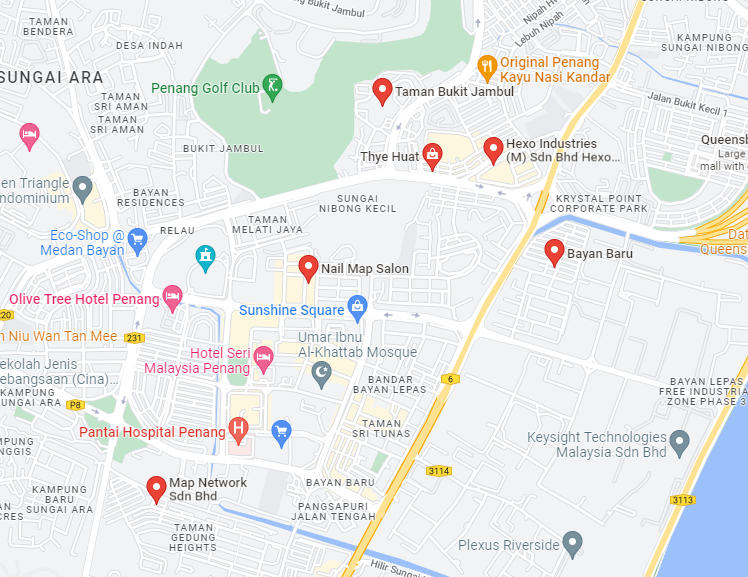 ng Bukit Jambul
TAMAN
BENDERA
DESA INDAH
Nipah H
Lebuh Nipah
KAMPUNG
SUNGAI NIBONG
SUNGAI ARA
Original Penang
Kayu Nasi Kandar
Penang Golf Club
Taman Bukit Jambul
TAMAN
SRI AMAN
TAMAN
SRI AMAN
Jalan Bukit Kecil 1
BUKIT JAMBUL
Thye Huat
Hexo Industries
(M) Sdn Bhd Hexo...
Queensb
Large
mall with
en Triangle
ndominium
BAYAN
RESIDENCES
SUNGAI
NIBONG KECIL
KRYSTAL POINT
CORPORATE PARK
RELAU
TAMAN
MELATI JAYA
Eco-Shop @
Medan Bayan
Dat
Queens
Bayan Baru
Nail Map Salon
Olive Tree Hotel Penang
Sunshine Square
220
n Niu Wan Tan Mee
231
Umar Ibnu
Al-Khattab Mosque
Hotel Seri
Malaysia Penang
ekolah Jenis
ebangsaan (Cina)...
KAMPUNG
SUNGAI ARA
P8
BANDAR
BAYAN LEPAS
6
BAYAN LEPAS
FREE INDUSTRIA
ZONE PHASE 3
H
Pantai Hospital Penang
TAMAN
SRI TUNAS
Keysight Technologies
Malaysia Sdn Bhd
PUNG
NGGIS
3114
Map Network
Sdn Bhd
BAYAN BARU
KAMPUNG
BARU
SUNGAI ARA
CRES
PANGSAPURI
JALAN TENGAH
3113
TAMAN
GEDUNG
HEIGHTS
Plexus Riverside
Hilir Sungai